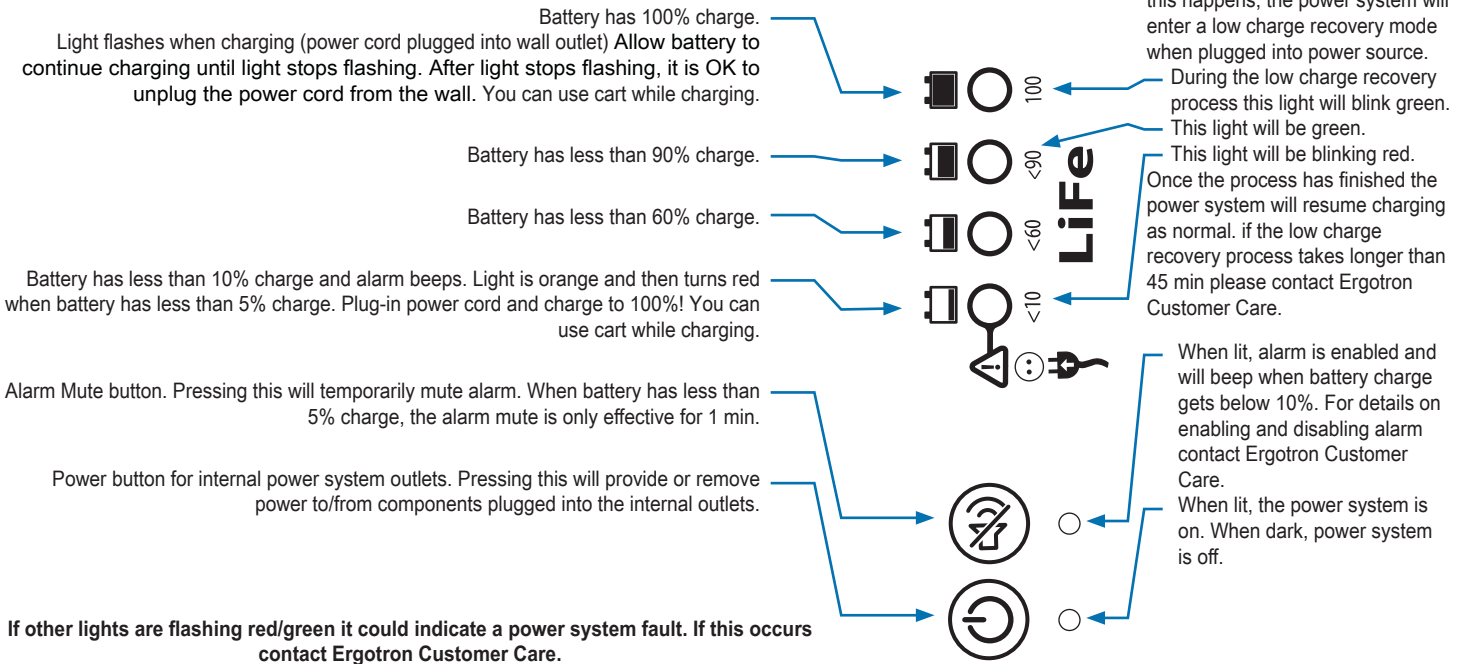 Battery has 100% charge.
Light flashes when charging (power cord plugged into wall outlet) Allow battery to
continue charging until light stops flashing. After light stops flashing, it is OK to
unplug the power cord from the wall. You can use cart while charging.
Battery has less than 90% charge.
Battery has less than 60% charge.
Battery has less than 10% charge and alarm beeps. Light is orange and then turns red
when battery has less than 5% charge. Plug-in power cord and charge to 100%! You can
use cart while charging.
Alarm Mute button. Pressing this will temporarily mute alarm. When battery has less than
5% charge, the alarm mute is only effective for 1 min.
Power button for internal power system outlets. Pressing this will provide or remove
power to/from components plugged into the internal outlets.
If other lights are flashing red/green it could indicate a power system fault. If this occurs
contact Ergotron Customer Care.
100
<90
<60
<10
LiFe
this happens, the power system will
enter a low charge recovery mode
when plugged into power source.
During the low charge recovery
process this light will blink green.
This light will be green.
This light will be blinking red.
Once the process has finished the
power system will resume charging
as normal. if the low charge
recovery process takes longer than
45 min please contact Ergotron
Customer Care.
When lit, alarm is enabled and
will beep when battery charge
gets below 10%. For details on
enabling and disabling alarm
contact Ergotron Customer
Care.
When lit, the power system is
on. When dark, power system
is off.